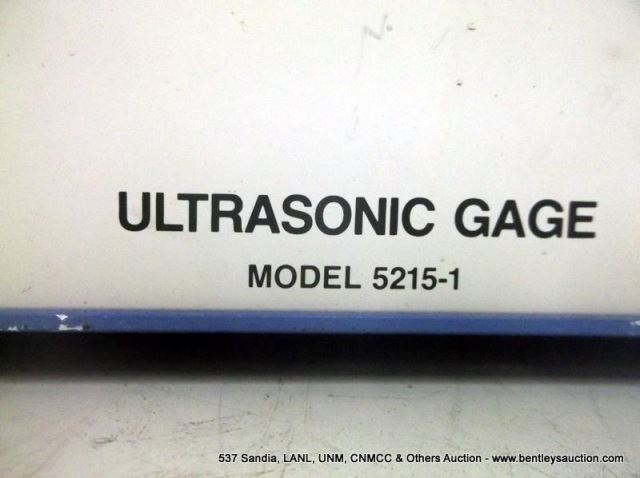 ULTRASONIC GAGE
MODEL 5215-1
537 Sandia, LANL, UNM, CNMCC & Others Auction - www.bentleysauction.com